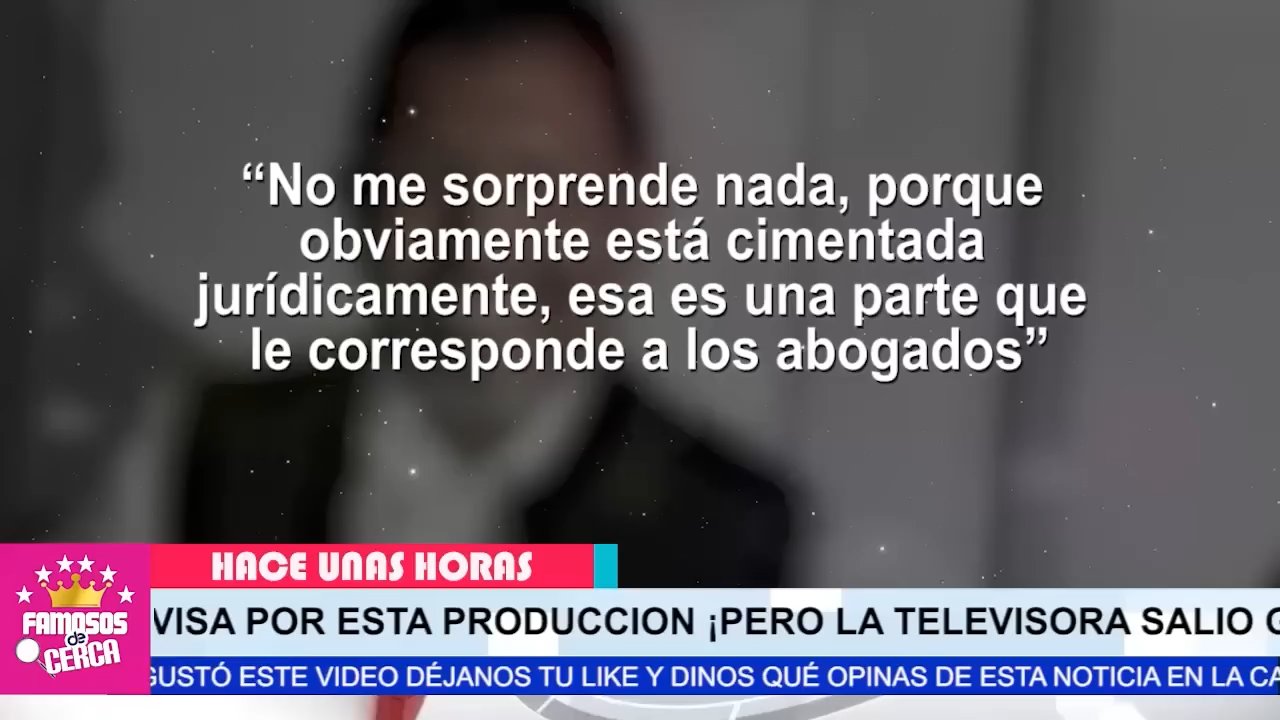 “No me sorprende nada, porque
obviamente está cimentada
jurídicamente, esa es una parte que
le corresponde a los abogados”
HACE UNAS HORAS
FAMOSOS
de
CERCA
VISA POR ESTA PRODUCCION ¡PERO LA TELEVISORA SALIO G
GUSTÓ ESTE VIDEO DÉJANOS TU LIKE Y DINOS QUÉ OPINAS DE ESTA NOTICIA EN LA CA